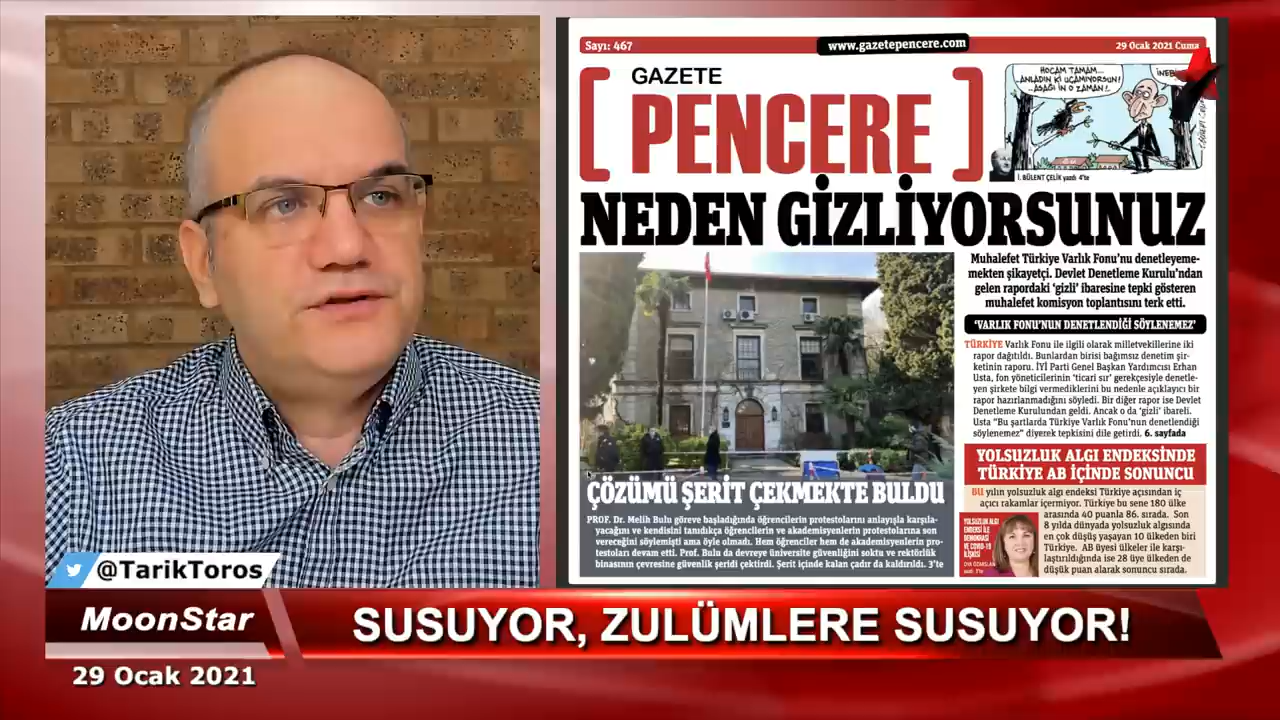 Sayı: 467
www.gazetepencere.com
29 Ocak 2021 Cuma
GAZETE
[PENCERE]
HOCAM TAMAM...
ANLADIN Kİ UÇAMIYORSUN!
..AŞAĞI İN O ZAMAN!..
İ. BÜLENT ÇELİK yazdı 4'te
NEDEN GİZLİYORSUNUZ
Muhalefet Türkiye Varlık Fonu'nu denetleyeme-
mekten şikayetçi. Devlet Denetleme Kurulu'ndan
gelen rapordaki 'gizli' ibaresine tepki gösteren
muhalefet komisyon toplantısını terk etti.
'VARLIK FONU'NUN DENETLENDİĞİ SÖYLENEMEZ'
TÜRKİYE Varlık Fonu ile ilgili olarak milletvekillerine iki
rapor dağıtıldı. Bunlardan birisi bağımsız denetim şir-
ketinin raporu. İYİ Parti Genel Başkan Yardımcısı Erhan
Usta, fon yöneticilerinin 'ticari sır' gerekçesiyle denetle-
yen şirkete bilgi vermediklerini bu nedenle açıklayıcı bir
rapor hazırlanmadığını söyledi. Bir diğer rapor ise Devlet
Denetleme Kurulundan geldi. Ancak o da 'gizli' ibareli.
Usta "Bu şartlarda Türkiye Varlık Fonu'nun denetlendiği
söylenemez" diyerek tepkisini dile getirdi. 6. sayfada
ÇÖZÜMÜ ŞERİT ÇEKMEKTE BULDU
PROF. Dr. Melih Bulu göreve başladığında öğrencilerin protestolarını anlayışla karşıla-
yacağını ve kendisini tanıdıkça öğrencilerin ve akademisyenlerin protestolarına son
vereceğini söylemişti ama öyle olmadı. Hem öğrenciler hem de akademisyenlerin pro-
testoları devam etti. Prof. Bulu da devreye üniversite güvenliğini soktu ve rektörlük
binasının çevresine güvenlik şeridi çektirdi. Şerit içinde kalan çadır da kaldırıldı. 3'te
YOLSUZLUK ALGI ENDEKSİNDE
TÜRKİYE AB İÇİNDE SONUNCU
BU yılın yolsuzluk algı endeksi Türkiye açısından iç
açıcı rakamlar içermiyor. Türkiye bu sene 180 ülke
arasında 40 puanla 86. sırada. Son
8 yılda dünyada yolsuzluk algısında
en çok düşüş yaşayan 10 ülkeden biri
Türkiye. AB üyesi ülkeler ile karşı-
laştırıldığında ise 28 üye ülkeden de
düşük puan alarak sonuncu sırada.
YOLSUZLUK ALGI
ENDEKSİ İLE
DEMOKRASİ
VE COVID-19
İLİŞKİSİ
@TarikToros
MoonStar
SUSUYOR, ZULÜMLERE SUSUYOR!
29 Ocak 2021